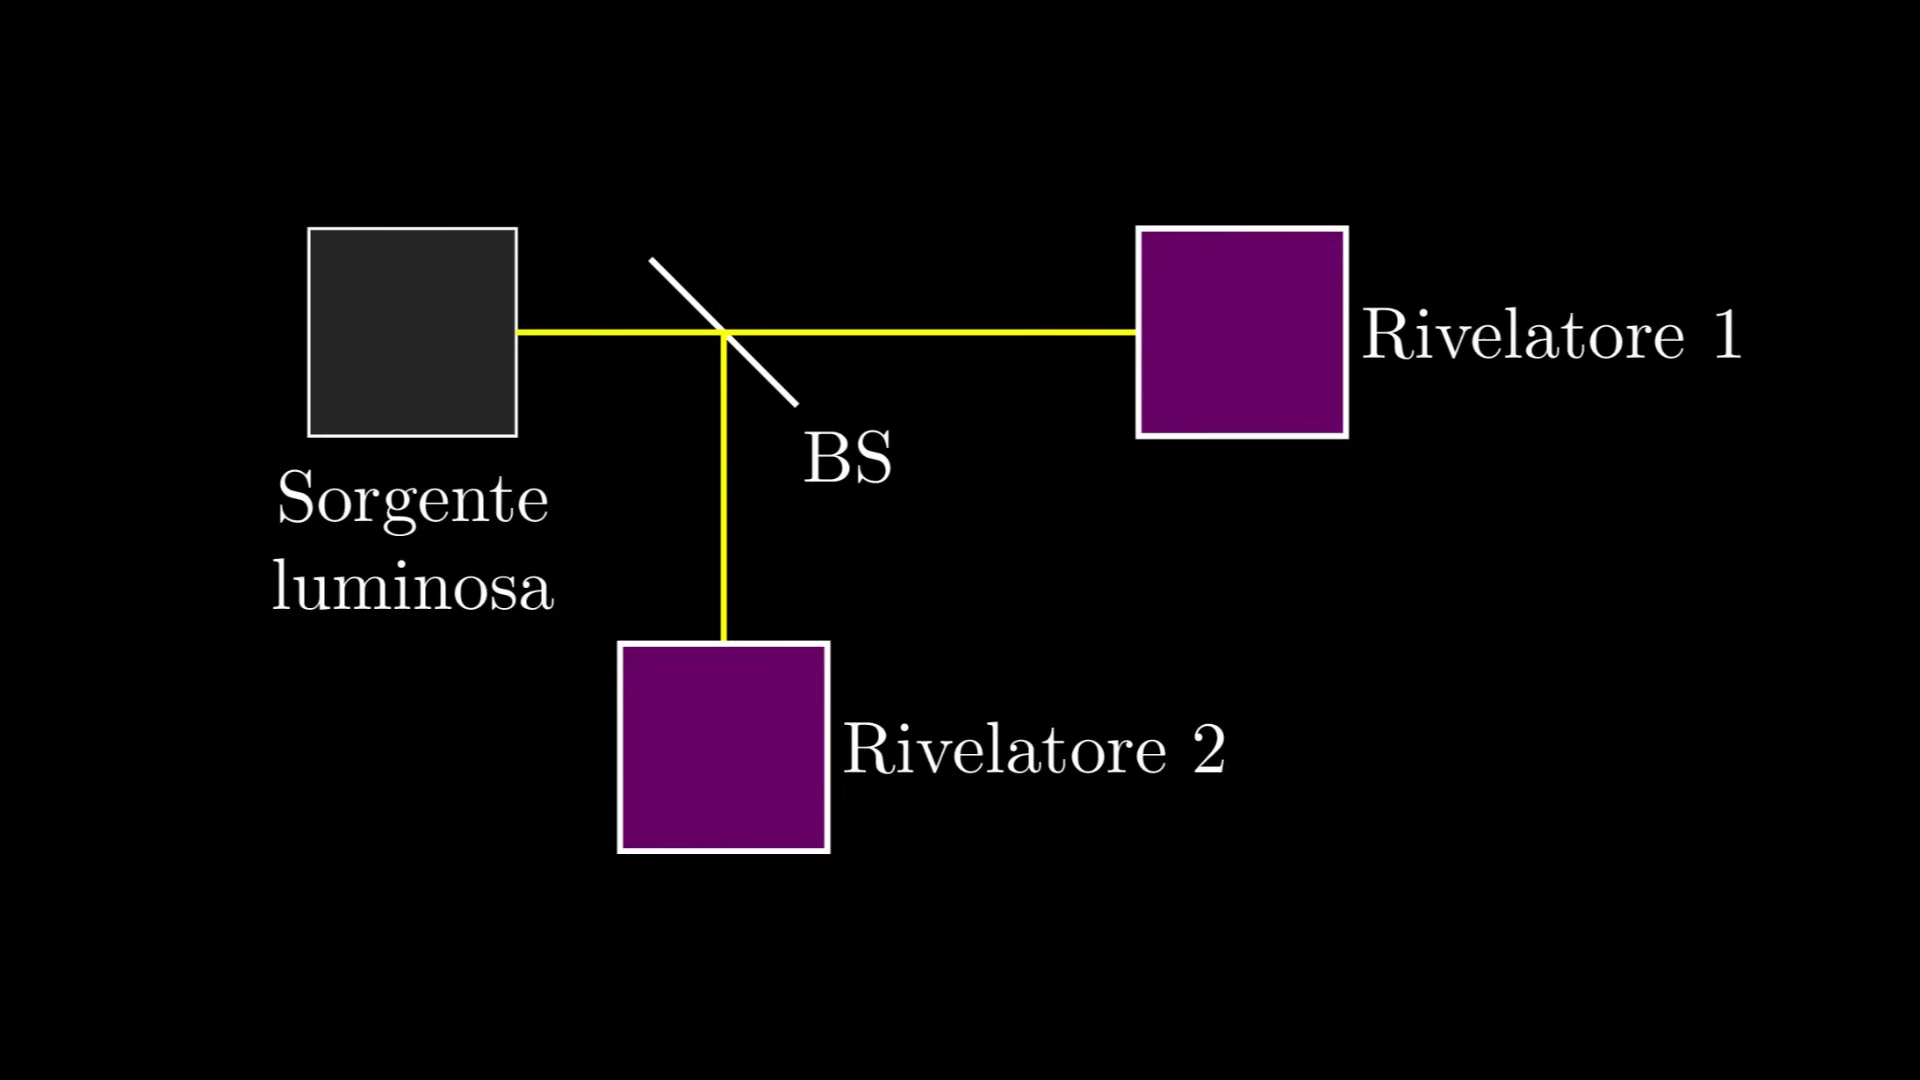 Rivelatore 1
BS
Sorgente
luminosa
Rivelatore 2